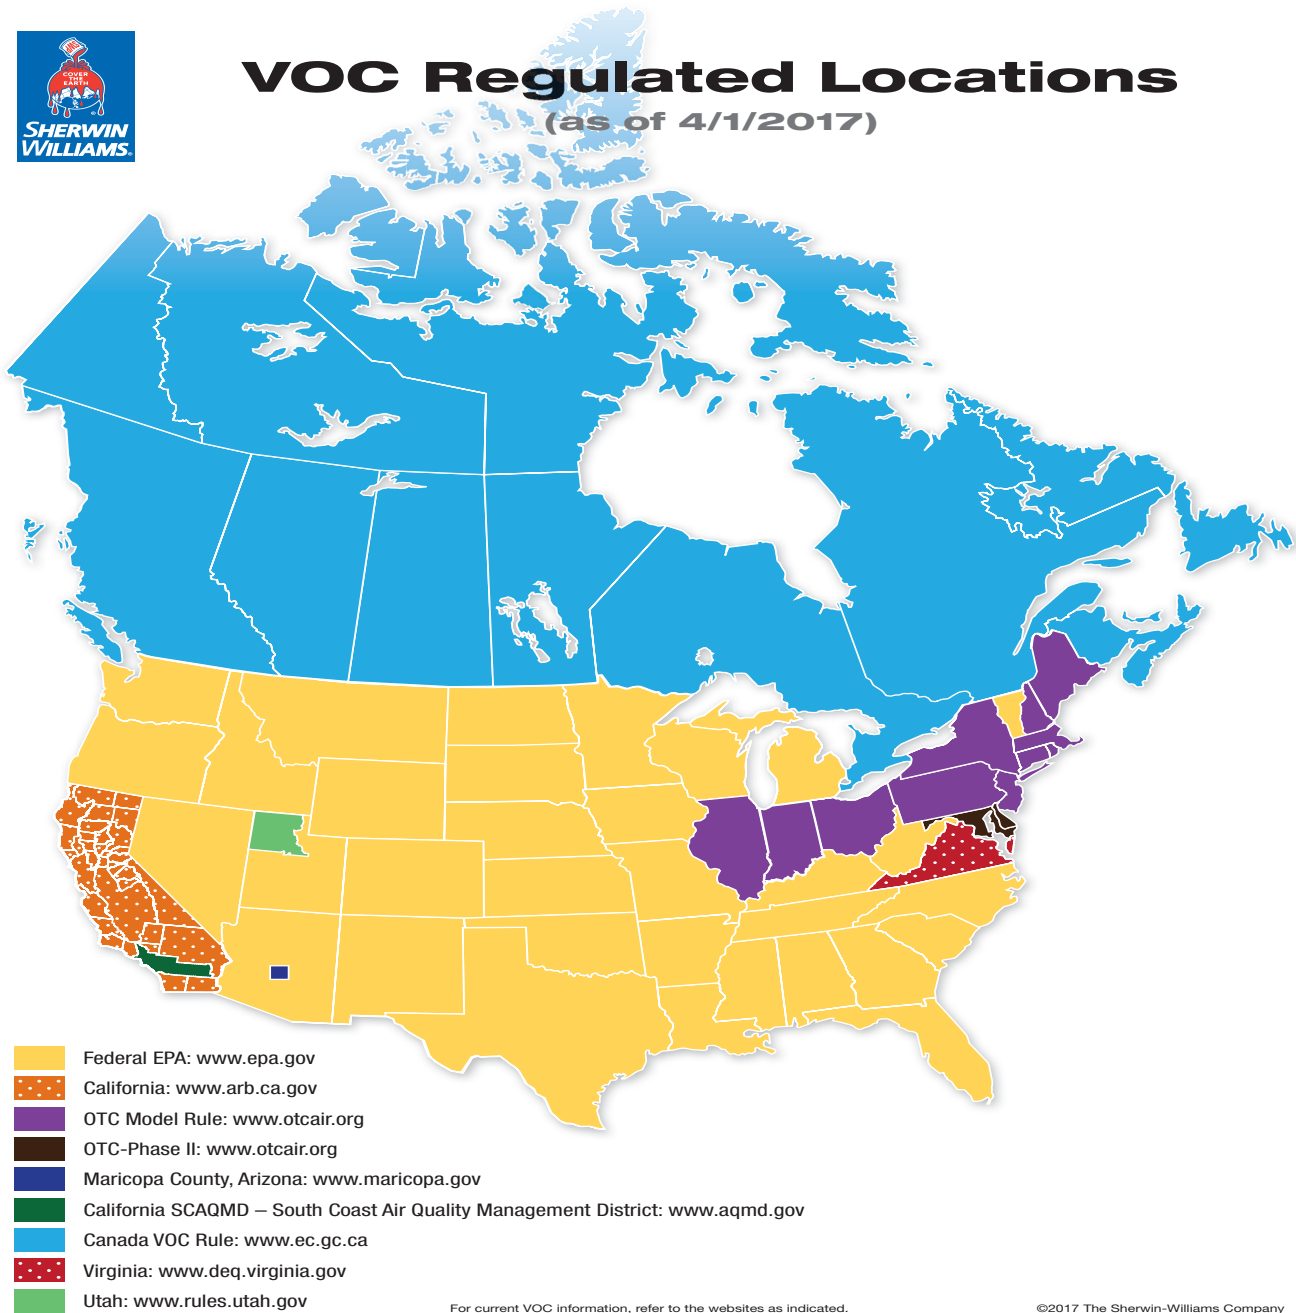 VOC Regulated Locations
(as of 4/1/2017)
COVER
THE
EARTH
SHERWIN
WILLIAMS.
Federal EPA: www.epa.gov
California: www.arb.ca.gov
OTC Model Rule: www.otcair.org
OTC-Phase II: www.otcair.org
Maricopa County, Arizona: www.maricopa.gov
California SCAQMD – South Coast Air Quality Management District: www.aqmd.gov
Canada VOC Rule: www.ec.gc.ca
Virginia: www.deq.virginia.gov
Utah: www.rules.utah.gov
For current VOC information, refer to the websites as indicated.
©2017 The Sherwin-Williams Company